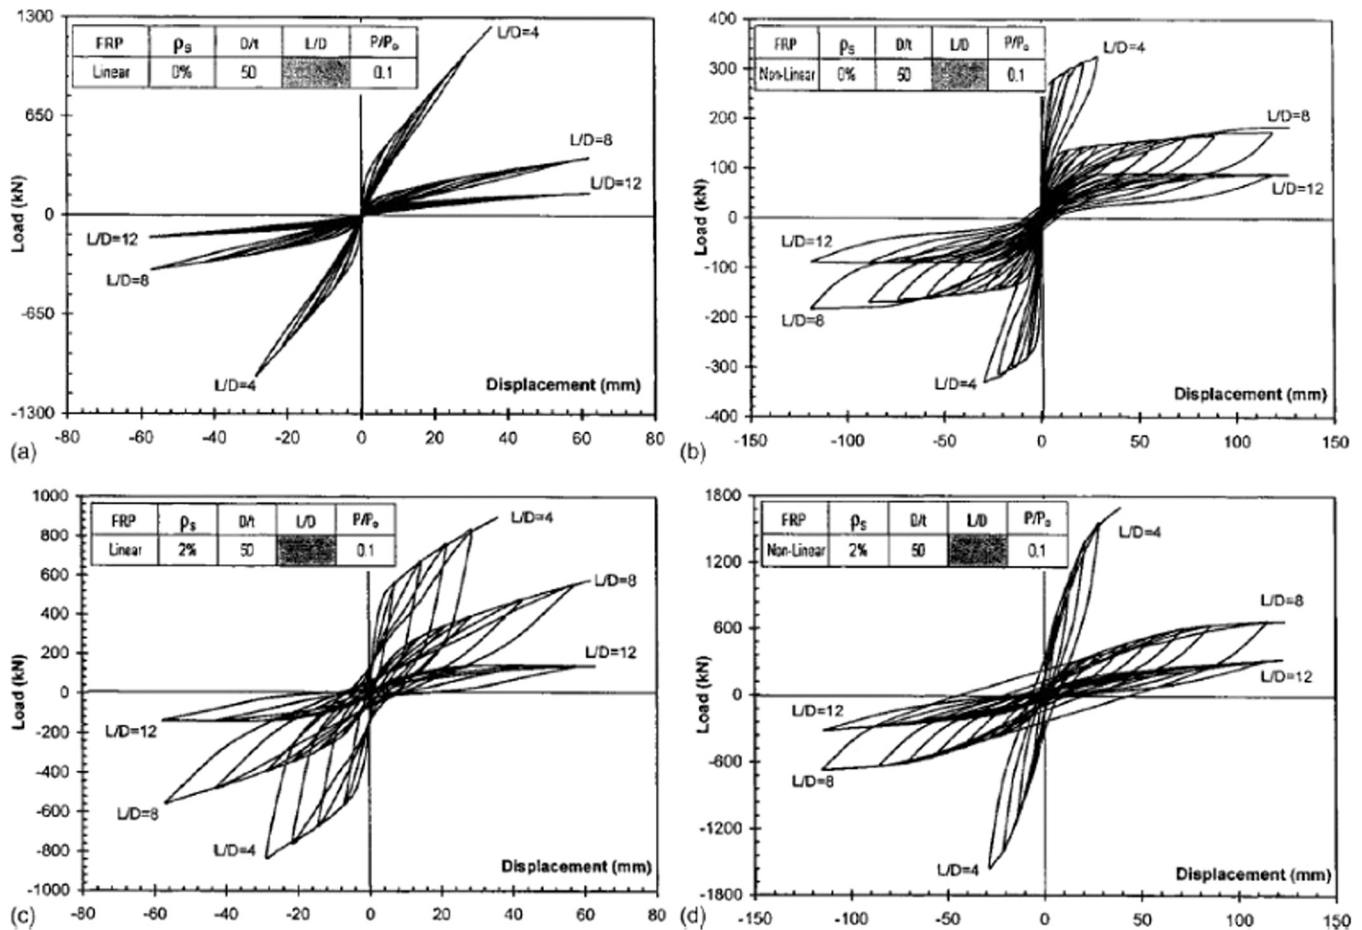 1300
FRP ρs D/t L/D P/Po
Linear 0% 50 0.1
L/D=4
650
L/D=8
L/D=12
0
L/D=12
L/D=8
-650
L/D=4
Displacement (mm)
-1300
Load (kN)
-80 -60 -40 -20 0 20 40 60 80
(a)
400
FRP ρs D/t L/D P/Po
Non-Linear 0% 50 0.1
L/D=4
300
200
L/D=8
100
L/D=12
0
L/D=12
-100
L/D=8
-200
-300
L/D=4
Displacement (mm)
-400
Load (kN)
-150 -100 -50 0 50 100 150
(b)
1000
FRP ρs D/t L/D P/Po
Linear 2% 50 0.1
L/D=4
800
600
L/D=8
400
200
L/D=12
0
L/D=12
-200
-400
L/D=8
-600
L/D=4
-800
Displacement (mm)
-1000
Load (kN)
-80 -60 -40 -20 0 20 40 60 80
(c)
1800
FRP ρs D/t L/D P/Po
Non-Linear 2% 50 0.1
L/D=4
1200
L/D=8
600
L/D=12
0
L/D=12
-600
L/D=8
-1200
L/D=4
Displacement (mm)
-1800
Load (kN)
-150 -100 -50 0 50 100 150
(d)